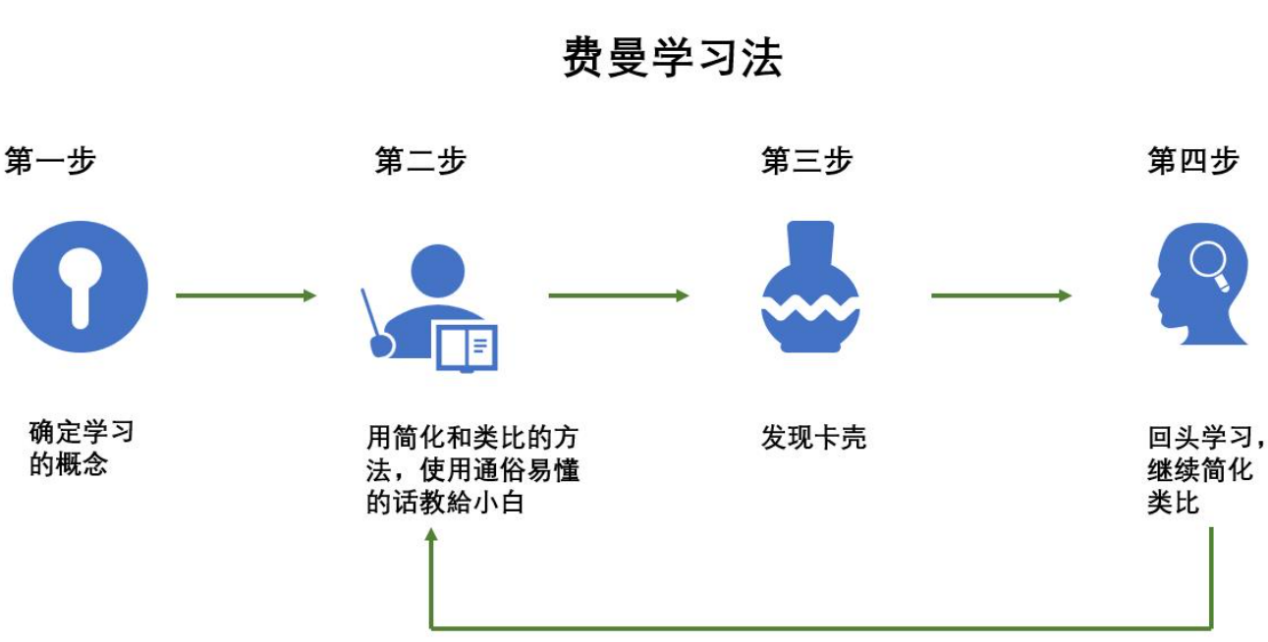 费曼学习法
第一步
第二步
第三步
第四步
确定学习
的概念
用简化和类比的方
法，使用通俗易懂
的话教給小白
发现卡壳
回头学习，
继续简化
类比